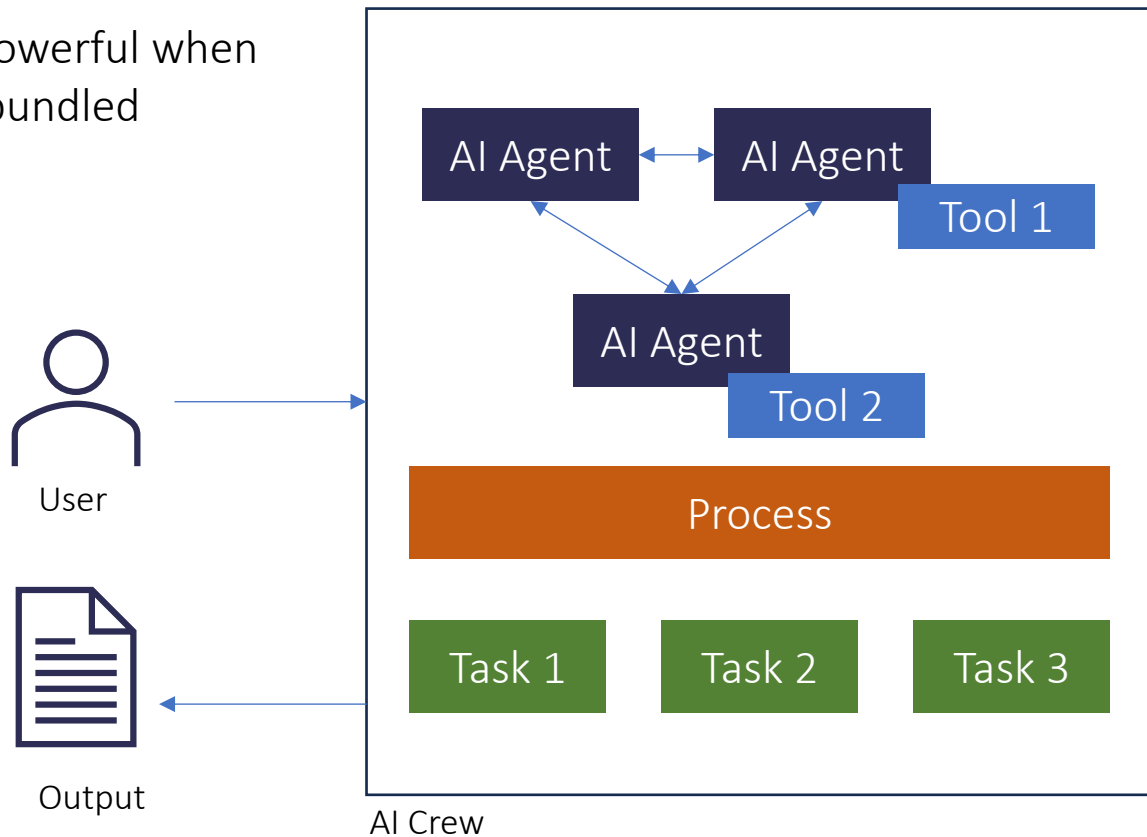 owerful when
bundled
AI Agent
AI Agent
Tool 1
AI Agent
Tool 2
User
Process
Task 1
Task 2
Task 3
Output
AI Crew